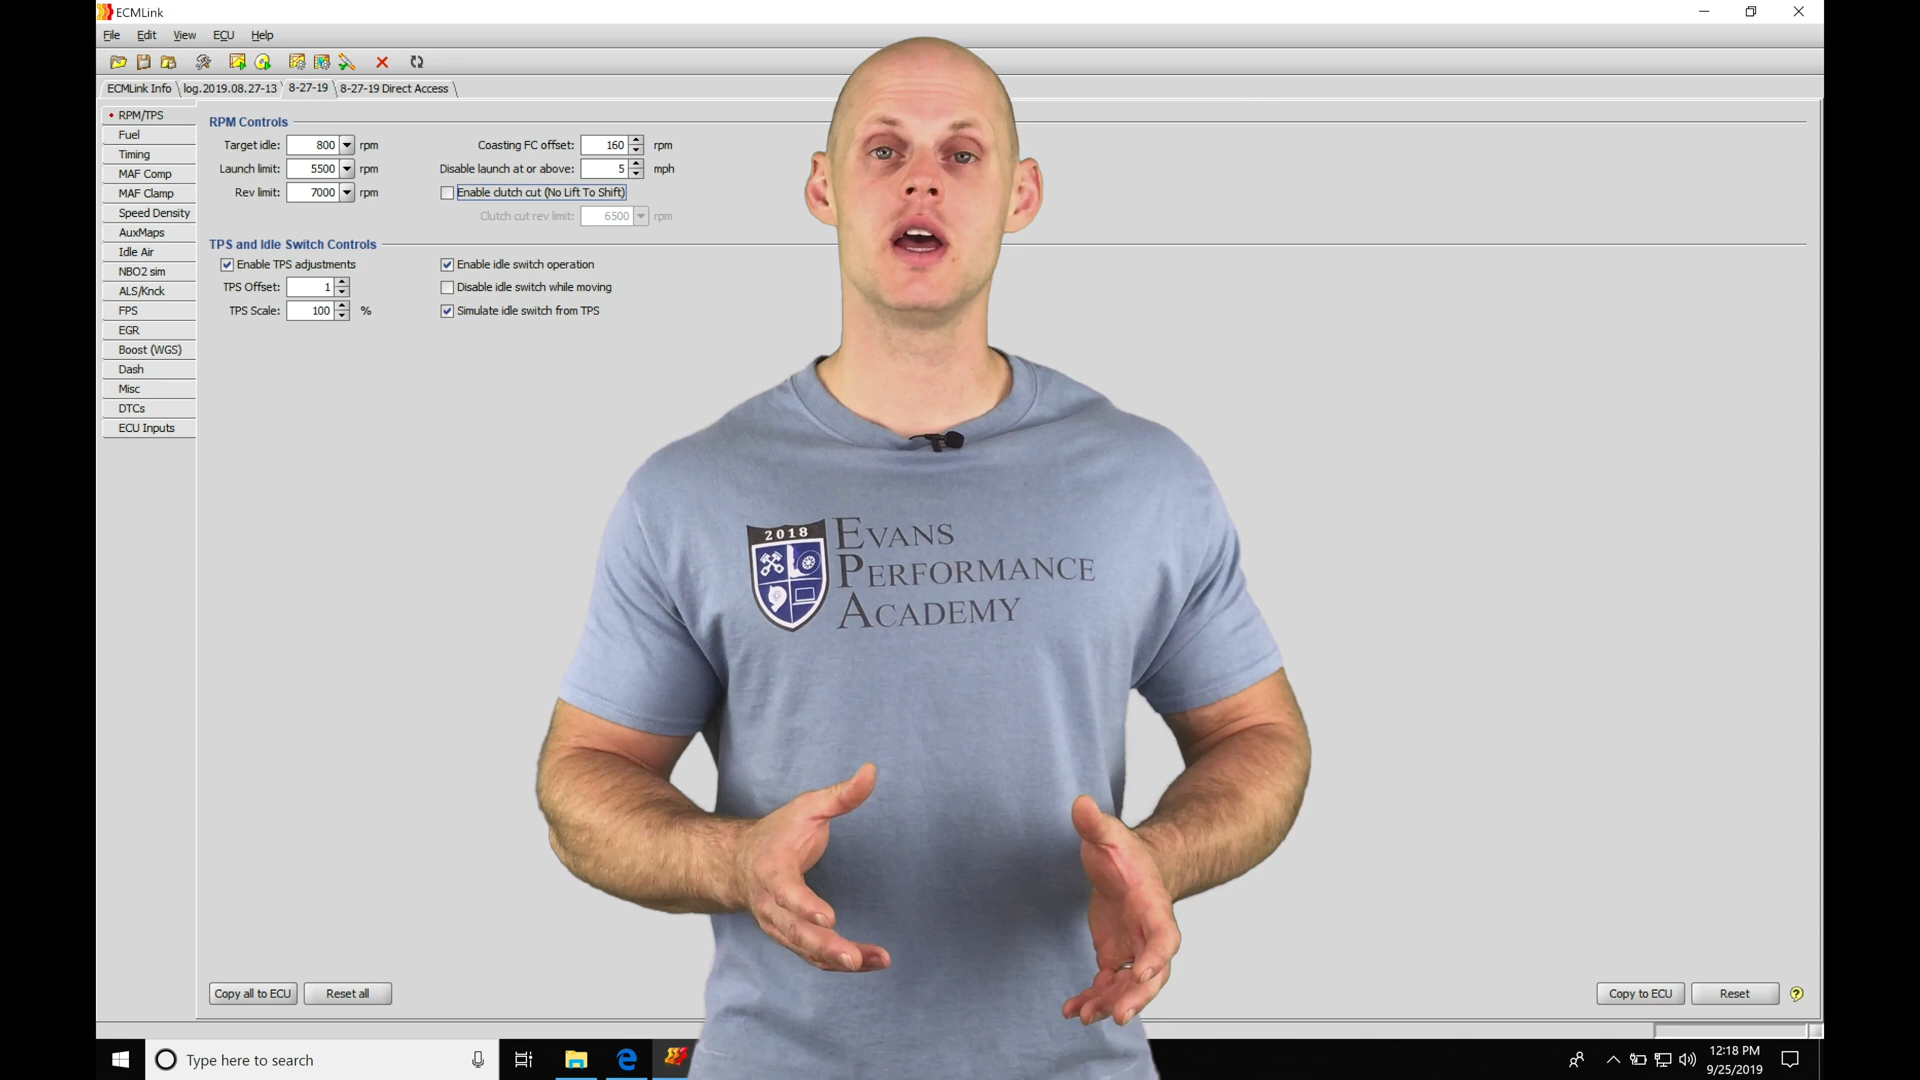 ECMLink
File Edit View ECU Help
ECMLink Info log.2019.08.27-13 8-27-19 8-27-19 Direct Access
RPM/TPS
Fuel
Timing
MAF Comp
MAF Clamp
Speed Density
AuxMaps
Idle Air
NBO2 sim
ALS/Knck
FPS
EGR
Boost (WGS)
Dash
Misc
DTCs
ECU Inputs
RPM Controls
Target idle: 800 rpm Coasting FC offset: 160 rpm
Launch limit: 5500 rpm Disable launch at or above: 5 mph
Rev limit: 7000 rpm Enable clutch cut (No Lift To Shift)
Clutch cut rev limit: 6500 rpm
TPS and Idle Switch Controls
Enable TPS adjustments Enable idle switch operation
TPS Offset: 1 Disable idle switch while moving
TPS Scale: 100 % Simulate idle switch from TPS
2018
EVANS
PERFORMANCE
ACADEMY
Copy all to ECU Reset all Copy to ECU Reset ?
Type here to search
12:18 PM
9/25/2019